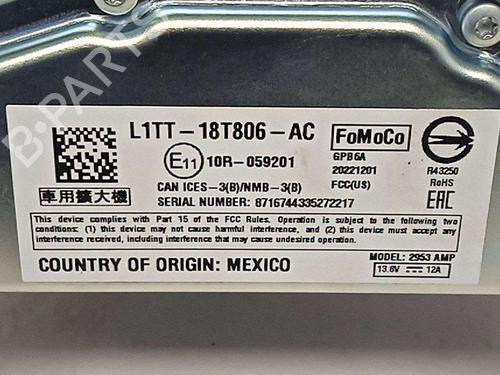 B-PARTS
L1TT-18T806-AC
FoMoCo
E11 10R-059201
GPB6A
20221201
FCC(US)
R43250
RoHS
EAC
車用擴大機
CAN ICES-3(B)/NMB-3(B)
SERIAL NUMBER: 8716744335272217
This device complies with Part 15 of the FCC Rules. Operation is subject to the following two
conditions: (1) this device may not cause harmful interference, and (2) this device must accept any
interference received, including interference that may cause undesired operation.
COUNTRY OF ORIGIN: MEXICO
MODEL: 2953 AMP
13.8V ⎓ 12A